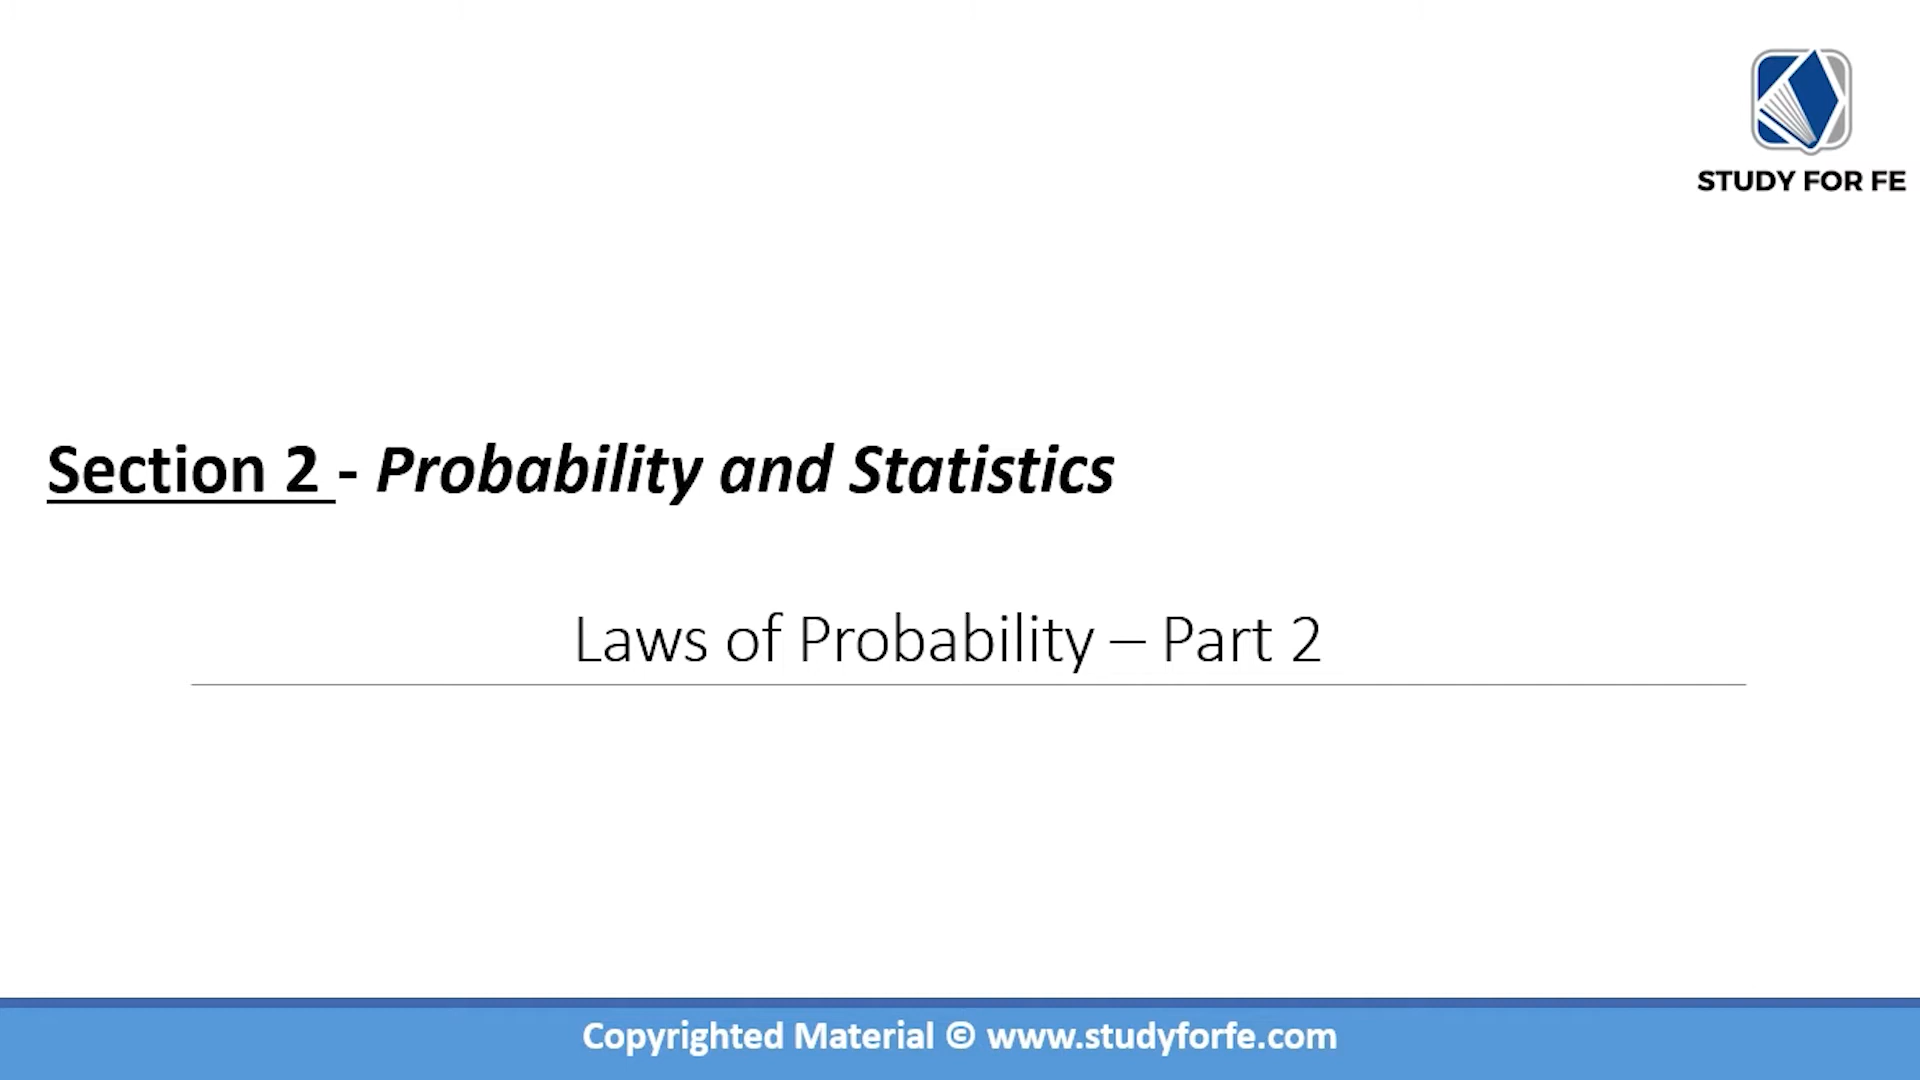 STUDY FOR FE
Section 2 - Probability and Statistics
Laws of Probability – Part 2
Copyrighted Material © www.studyforfe.com